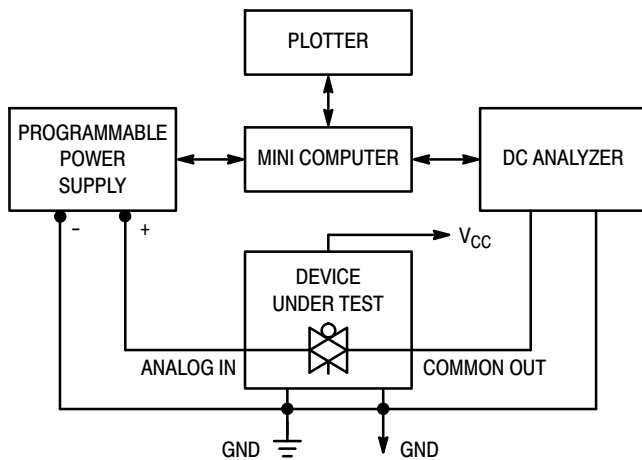 PLOTTER
PROGRAMMABLE
POWER
SUPPLY
MINI COMPUTER
DC ANALYZER
–
+
VCC
DEVICE
UNDER TEST
ANALOG IN
COMMON OUT
GND
GND